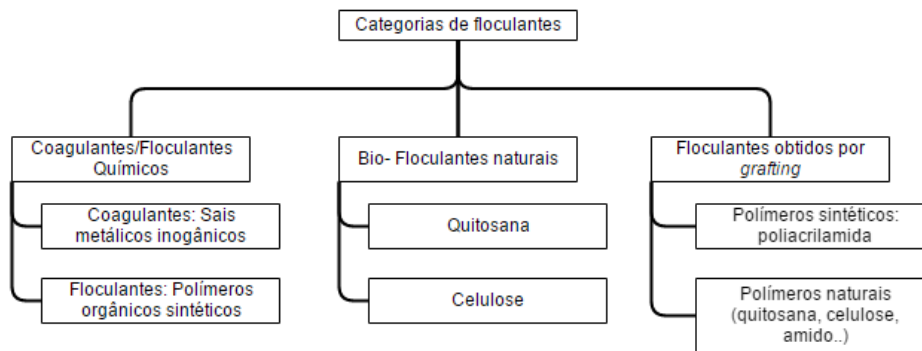 Categorias de floculantes
Coagulantes/Floculantes
Químicos
Coagulantes: Sais
metálicos inogânicos
Floculantes: Polímeros
orgânicos sintéticos
Bio- Floculantes naturais
Quitosana
Celulose
Floculantes obtidos por
grafting
Polímeros sintéticos:
poliacrilamida
Polímeros naturais
(quitosana, celulose,
amido..)